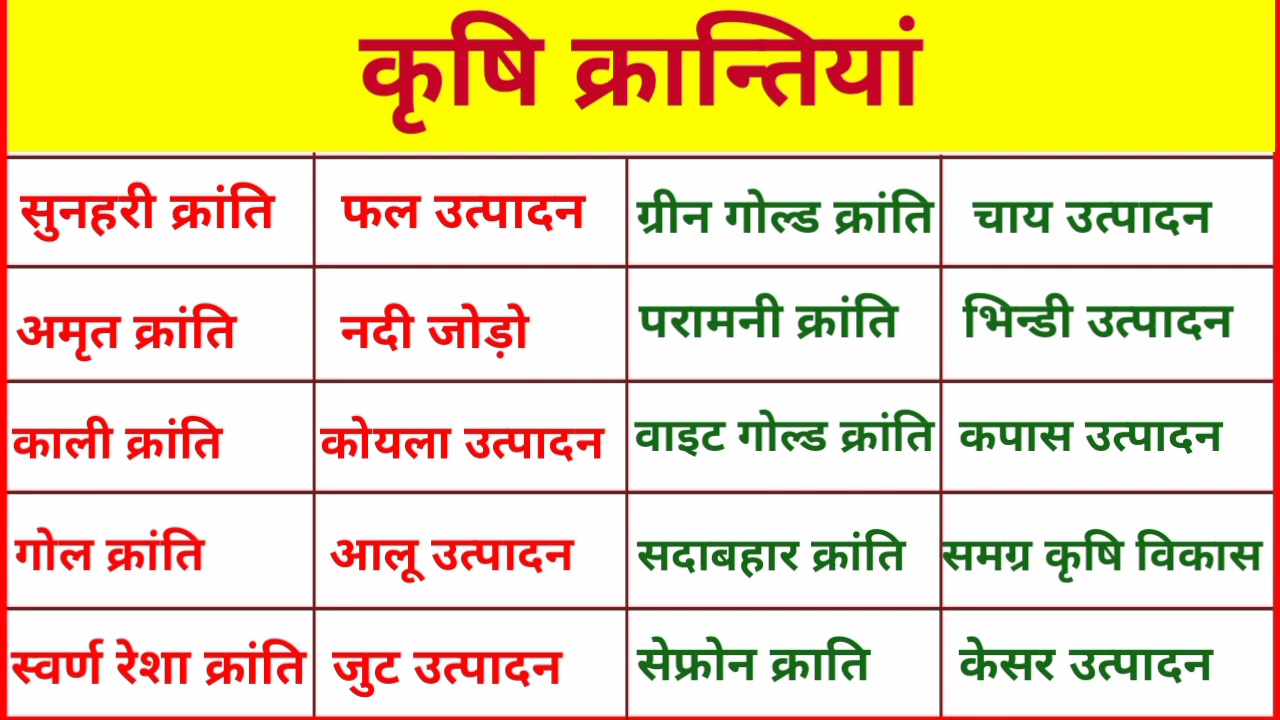 कृषि क्रान्तियां
सुनहरी क्रांति फल उत्पादन ग्रीन गोल्ड क्रांति चाय उत्पादन
अमृत क्रांति नदी जोड़ो परामनी क्रांति भिन्डी उत्पादन
काली क्रांति कोयला उत्पादन वाइट गोल्ड क्रांति कपास उत्पादन
गोल क्रांति आलू उत्पादन सदाबहार क्रांति समग्र कृषि विकास
स्वर्ण रेशा क्रांति जुट उत्पादन सेफ्रोन क्राति केसर उत्पादन